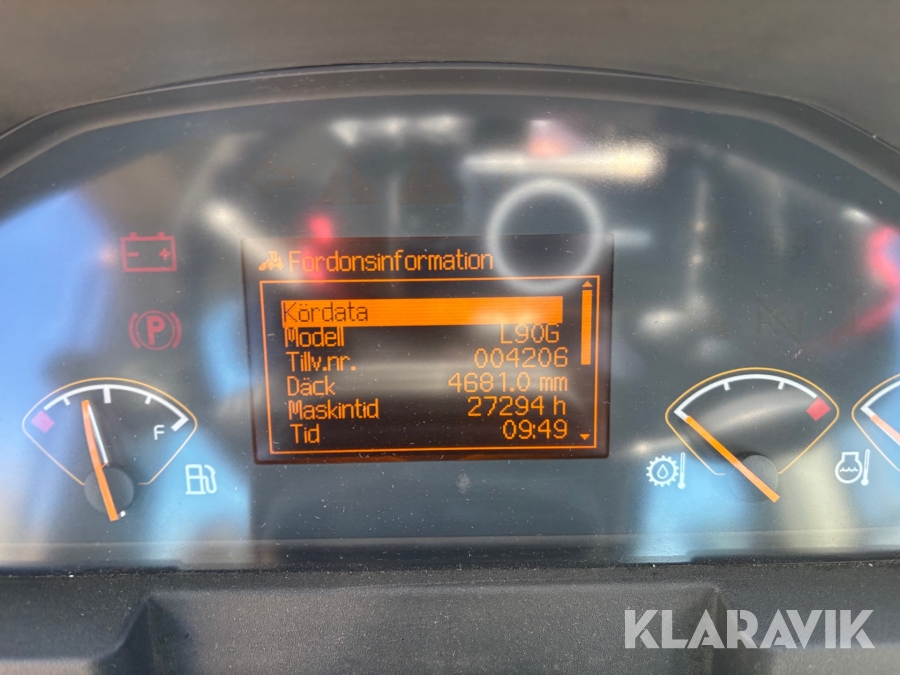 Fordonsinformation
Kördata
Modell L90G
Tillv.nr. 004206
Däck 4681.0 mm
Maskintid 27294 h
Tid 09:49
P
F
KLARAVIK